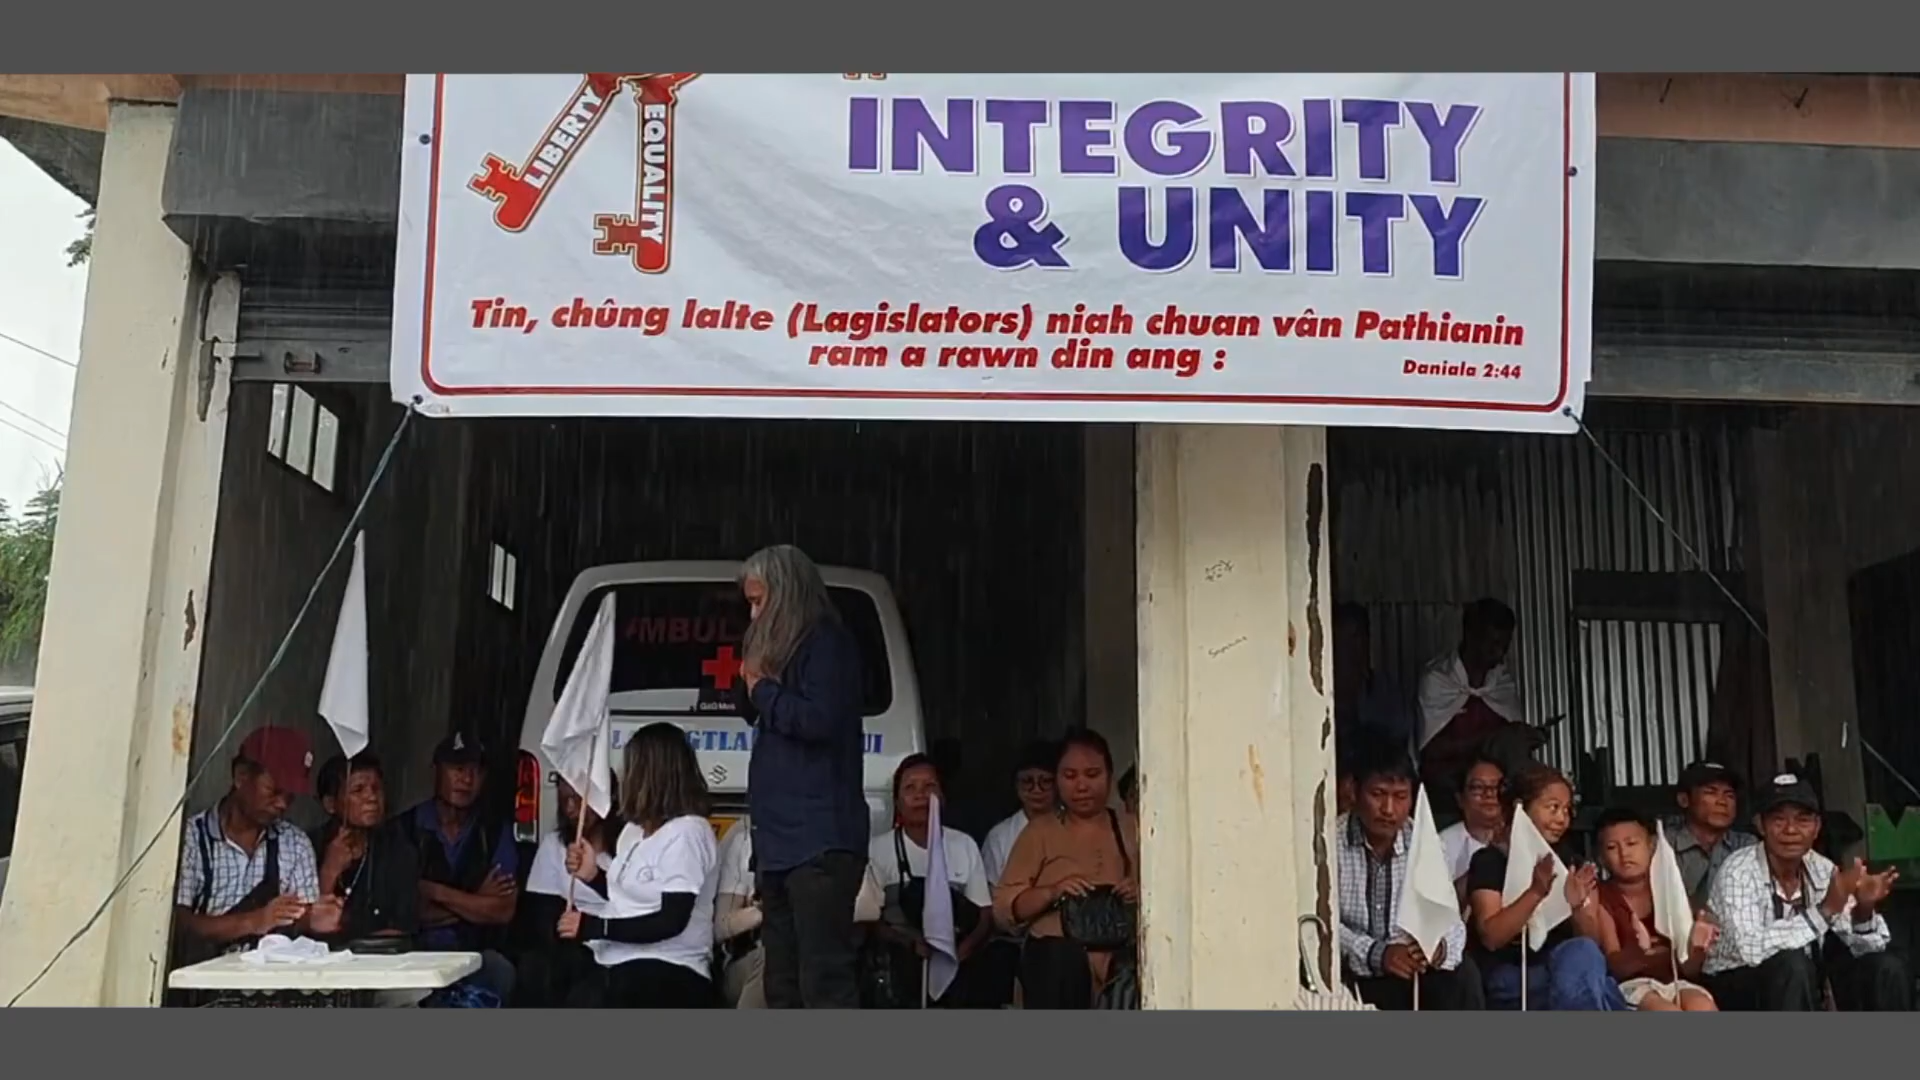 LIBERTY
EQUALITY
INTEGRITY
& UNITY
Tin, chûng lalte (Lagislators) niah chuan vân Pathianin
ram a rawn din ang :
Daniala 2:44